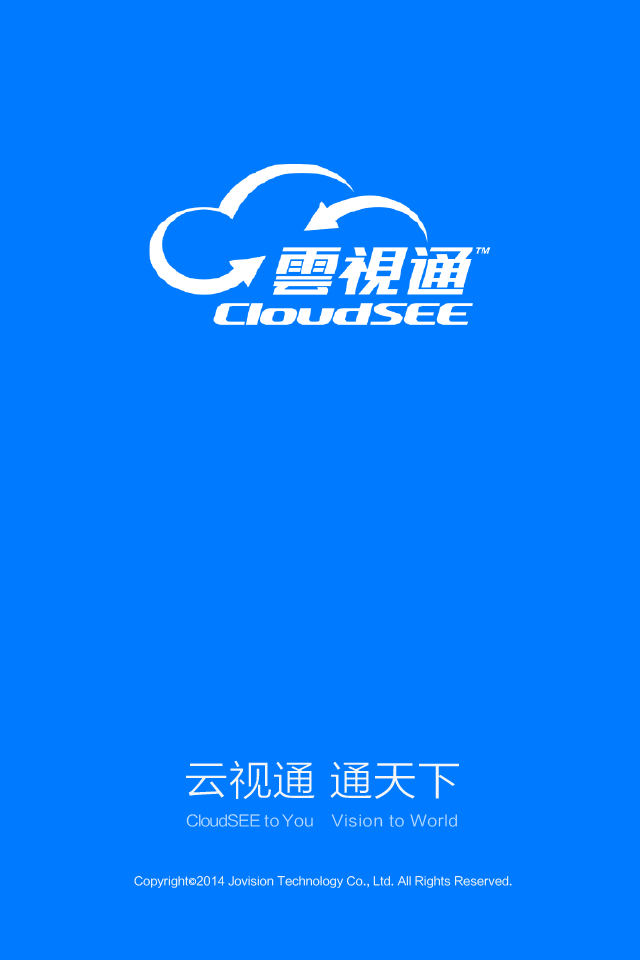 雲視通™
CloudSEE
云视通 通天下
CloudSEE to You Vision to World
Copyright©2014 Jovision Technology Co., Ltd. All Rights Reserved.